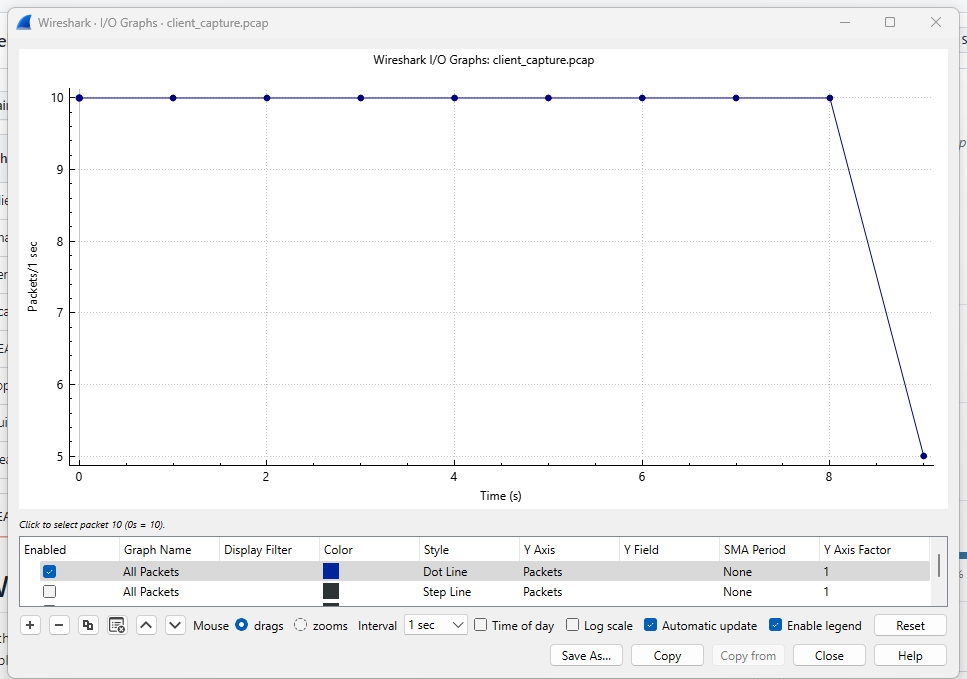 Wireshark · I/O Graphs · client_capture.pcap
Wireshark I/O Graphs: client_capture.pcap
Packets/1 sec
10
9
8
7
6
5
0 2 4 6 8
Time (s)
Click to select packet 10 (0s = 10).
Enabled Graph Name Display Filter Color Style Y Axis Y Field SMA Period Y Axis Factor
All Packets Dot Line Packets None 1
All Packets Step Line Packets None 1
Mouse drags zooms Interval 1 sec Time of day Log scale Automatic update Enable legend Reset
Save As... Copy Copy from Close Help